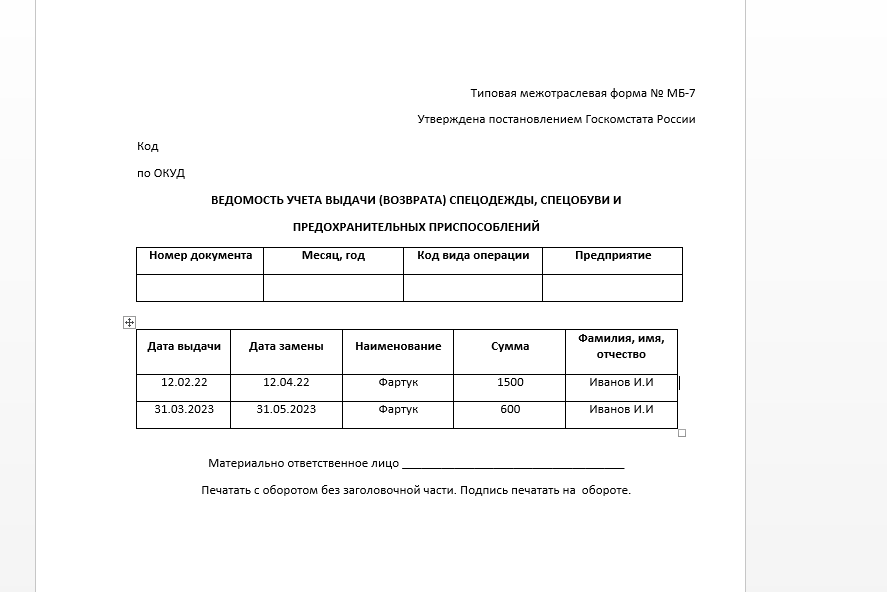 Типовая межотраслевая форма № МБ-7
Утверждена постановлением Госкомстата России
Код
по ОКУД
ВЕДОМОСТЬ УЧЕТА ВЫДАЧИ (ВОЗВРАТА) СПЕЦОДЕЖДЫ, СПЕЦОБУВИ И
ПРЕДОХРАНИТЕЛЬНЫХ ПРИСПОСОБЛЕНИЙ
Номер документа Месяц, год Код вида операции Предприятие
Дата выдачи Дата замены Наименование Сумма Фамилия, имя,
отчество
12.02.22 12.04.22 Фартук 1500 Иванов И.И
31.03.2023 31.05.2023 Фартук 600 Иванов И.И
Материально ответственное лицо ___________________________________
Печатать с оборотом без заголовочной части. Подпись печатать на  обороте.